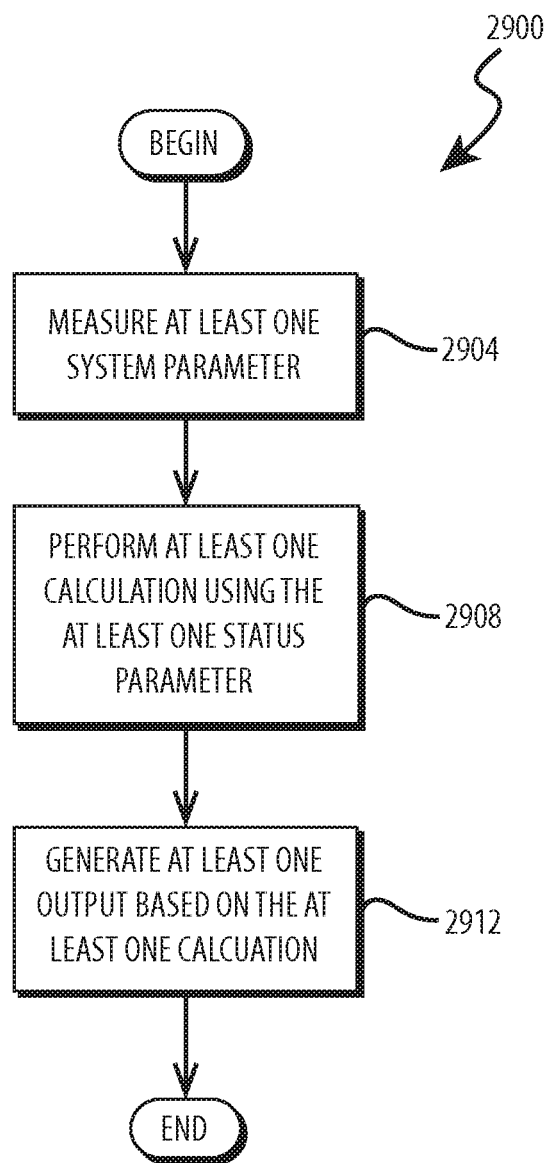 2900
BEGIN
MEASURE AT LEAST ONE
SYSTEM PARAMETER
2904
PERFORM AT LEAST ONE
CALCULATION USING THE
AT LEAST ONE STATUS
PARAMETER
2908
GENERATE AT LEAST ONE
OUTPUT BASED ON THE AT
LEAST ONE CALCUATION
2912
END